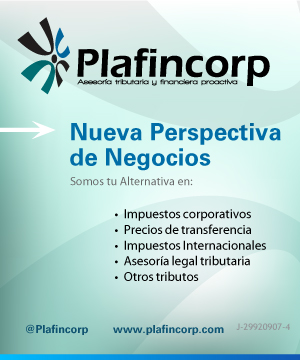 Plafincorp
Asesoría tributaria y financiera proactiva
Nueva Perspectiva
de Negocios
Somos tu Alternativa en:
• Impuestos corporativos
• Precios de transferencia
• Impuestos Internacionales
• Asesoría legal tributaria
• Otros tributos
@Plafincorp www.plafincorp.com J-29920907-4